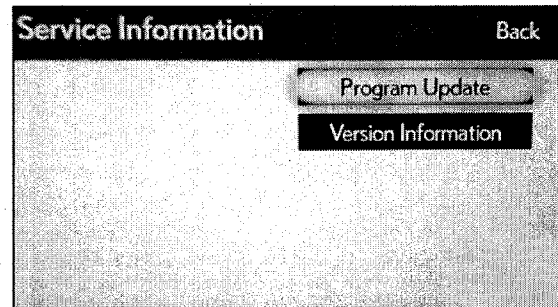 Service Information
Back
Program Update
Version Information